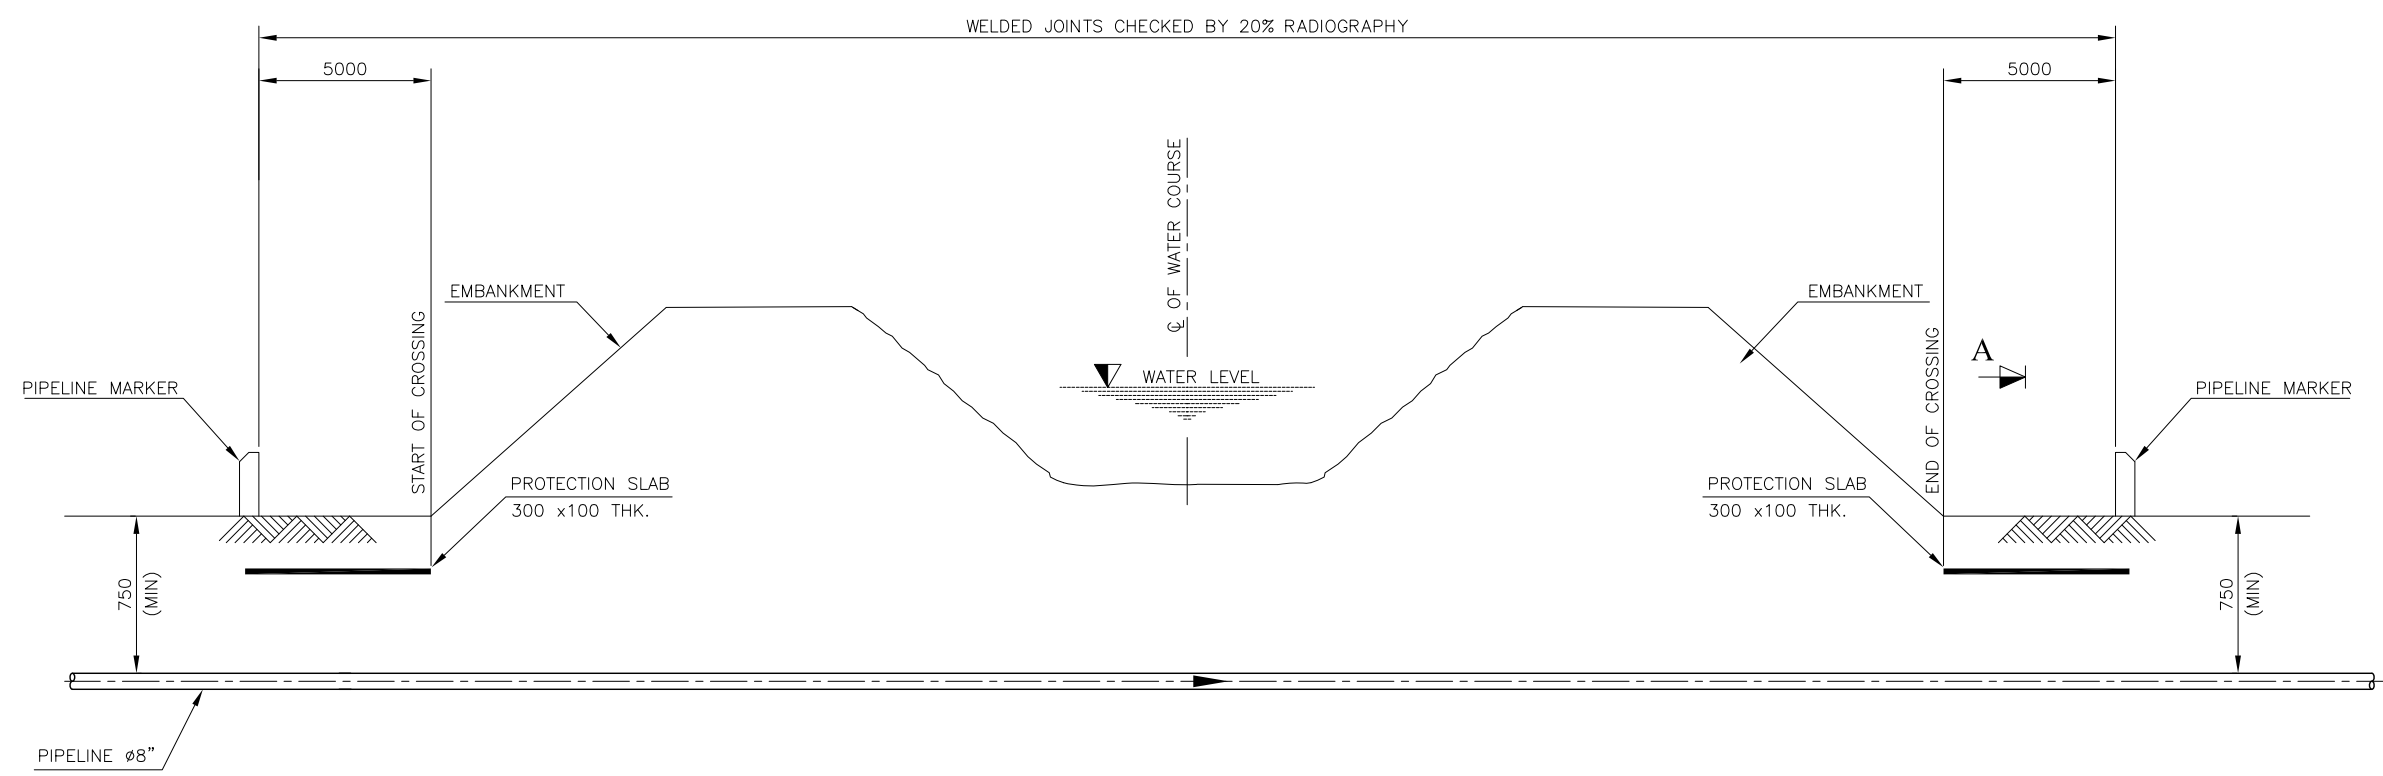 WELDED JOINTS CHECKED BY 20% RADIOGRAPHY
5000
5000
℄ OF WATER COURSE
EMBANKMENT
EMBANKMENT
START OF CROSSING
END OF CROSSING
A
WATER LEVEL
PIPELINE MARKER
PIPELINE MARKER
PROTECTION SLAB
300 x100 THK.
PROTECTION SLAB
300 x100 THK.
750
(MIN)
750
(MIN)
PIPELINE ø8”